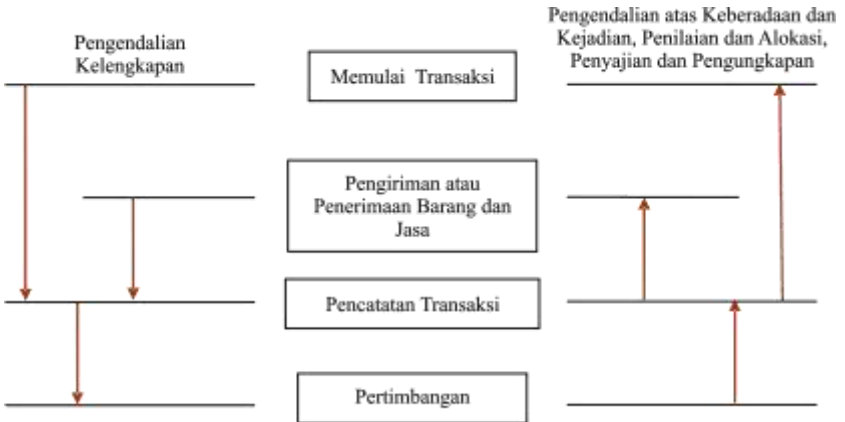 Pengendalian
Kelengkapan
Memulai Transaksi
Pengendalian atas Keberadaan dan
Kejadian, Penilaian dan Alokasi,
Penyajian dan Pengungkapan
Pengiriman atau
Penerimaan Barang dan
Jasa
Pencatatan Transaksi
Pertimbangan